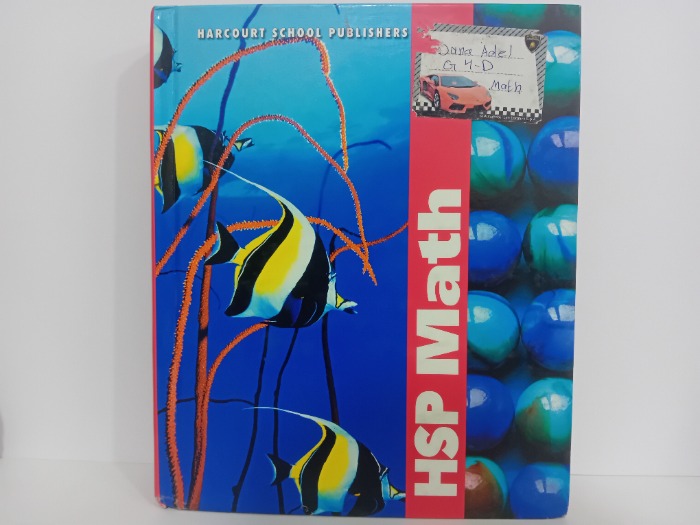 HARCOURT SCHOOL PUBLISHERS
Dana Adel
G 4-D
Math
HSP Math